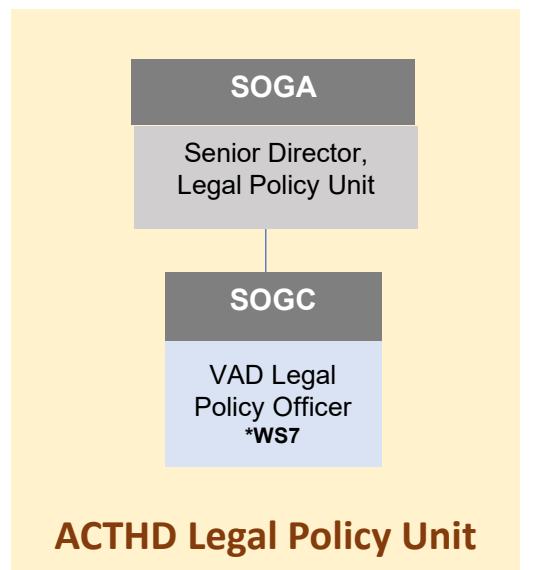 SOGA
Senior Director,
Legal Policy Unit
SOGC
VAD Legal
Policy Officer
*WS7
ACTHD Legal Policy Unit